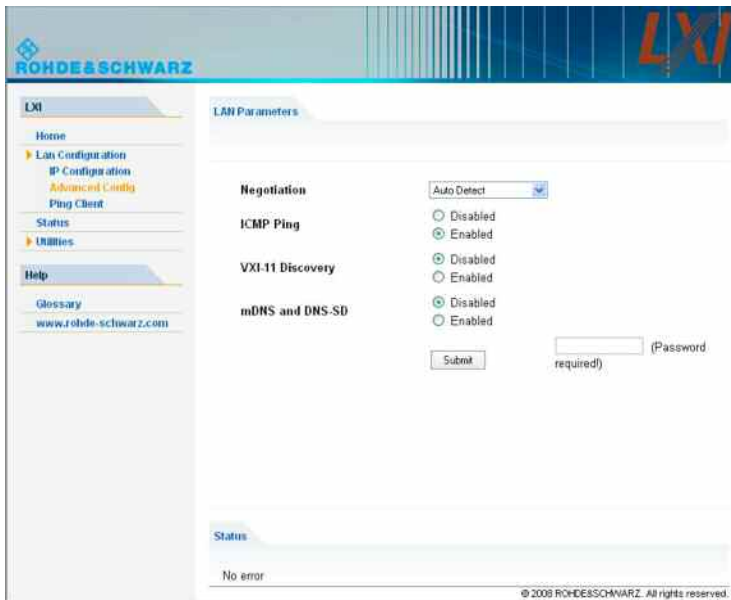 ROHDE&SCHWARZ
LXI
LXI
Home
Lan Configuration
IP Configuration
Advanced Config
Ping Client
Status
Utilities
Help
Glossary
www.rohde-schwarz.com
LAN Parameters
Negotiation
Auto Detect
ICMP Ping
Disabled
Enabled
VXI-11 Discovery
Disabled
Enabled
mDNS and DNS-SD
Disabled
Enabled
Submit
(Password
required!)
Status
No error
© 2008 ROHDE&SCHWARZ. All rights reserved.